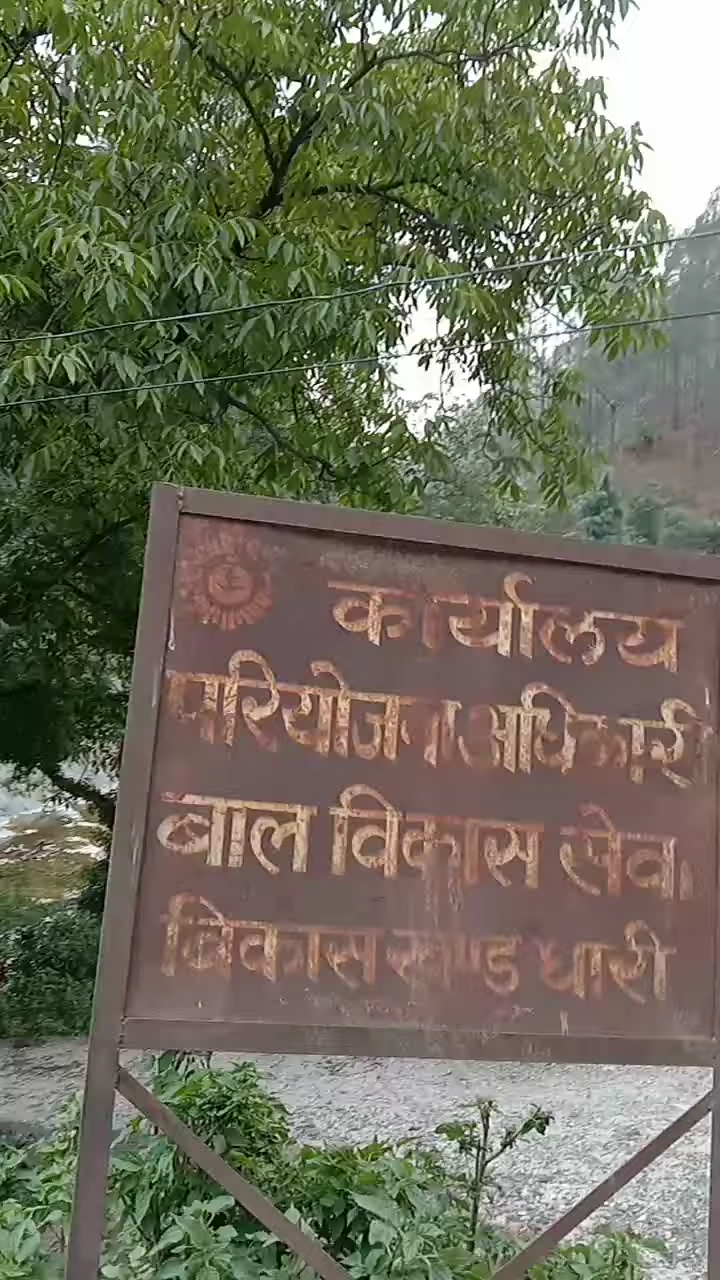 कार्यालय
परियोजना अधिकारी
बाल विकास सेवा
विकास खण्ड धारी